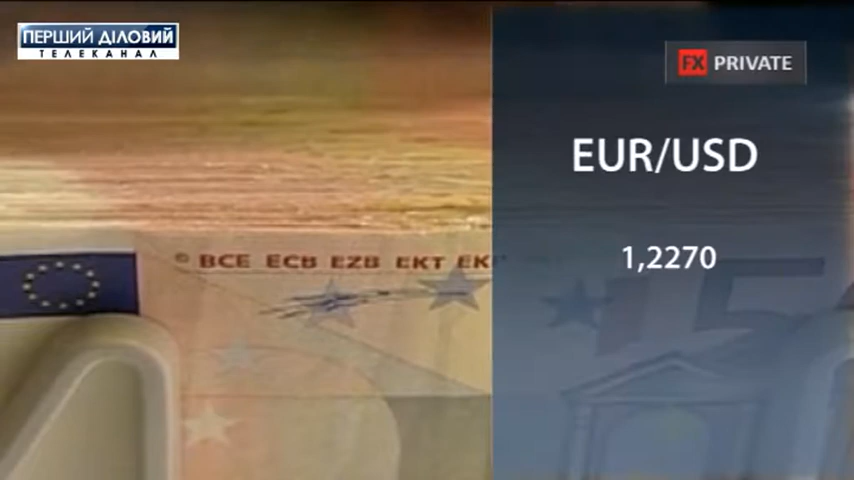 ПЕРШИЙ ДІЛОВИЙ
ТЕЛЕКАНАЛ
FX PRIVATE
EUR/USD
1,2270
© BCE ECB EZB EKT